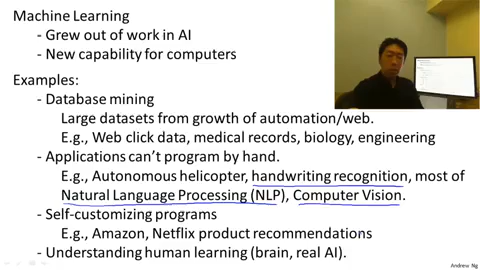 Machine Learning
- Grew out of work in AI
- New capability for computers
Examples:
- Database mining
Large datasets from growth of automation/web.
E.g., Web click data, medical records, biology, engineering
- Applications can’t program by hand.
E.g., Autonomous helicopter, handwriting recognition, most of
Natural Language Processing (NLP), Computer Vision.
- Self-customizing programs
E.g., Amazon, Netflix product recommendations
- Understanding human learning (brain, real AI).
Andrew Ng